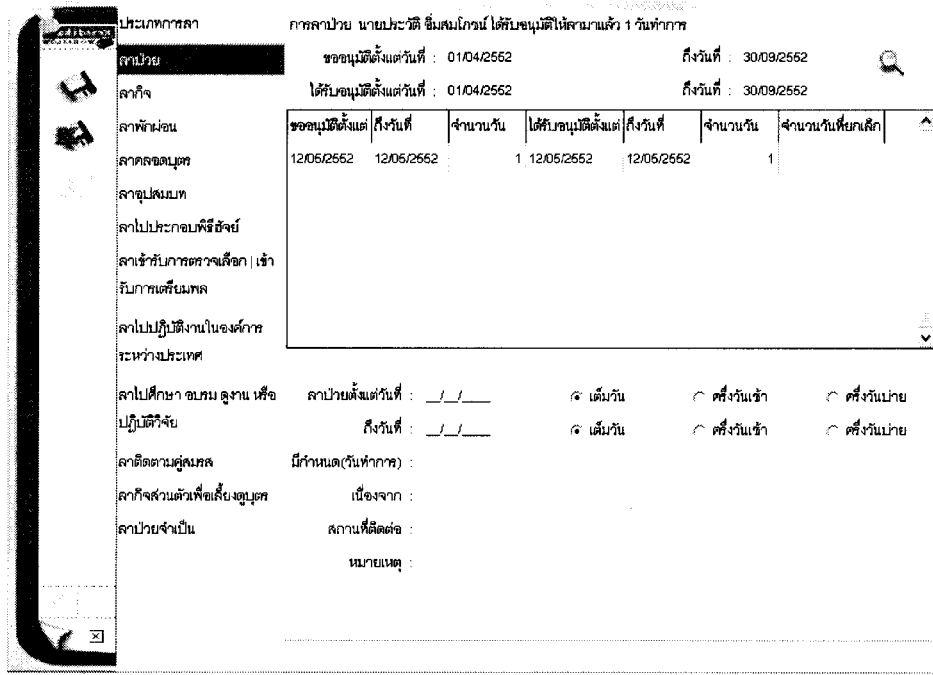 ประเภทการลา
ลาป่วย
ลากิจ
ลาพักผ่อน
ลาคลอดบุตร
ลาอุปสมบท
ลาไปประกอบพิธีฮัจย์
ลาเข้ารับการตรวจเลือก | เข้า
รับการเตรียมพล
ลาไปปฏิบัติงานในองค์การ
ระหว่างประเทศ
ลาไปศึกษา อบรม ดูงาน หรือ
ปฏิบัติวิจัย
ลาติดตามคู่สมรส
ลากิจส่วนตัวเพื่อเลี้ยงดูบุตร
ลาป่วยจำเป็น
การลาป่วย นายประวัติ ชิ่มสมโภชน์ ได้รับอนุมัติให้ลามาแล้ว 1 วันทำการ
ขออนุมัติตั้งแต่วันที่ : 01/04/2552 ถึงวันที่ : 30/09/2552
ได้รับอนุมัติตั้งแต่วันที่ : 01/04/2552 ถึงวันที่ : 30/09/2552
ขออนุมัติตั้งแต่ ถึงวันที่ จำนวนวัน ได้รับอนุมัติตั้งแต่ ถึงวันที่ จำนวนวัน จำนวนวันที่ยกเลิก
12/05/2552 12/05/2552 1 12/05/2552 12/05/2552 1
ลาป่วยตั้งแต่วันที่ : __/__/____ เต็มวัน ครึ่งวันเช้า ครึ่งวันบ่าย
ถึงวันที่ : __/__/____ เต็มวัน ครึ่งวันเช้า ครึ่งวันบ่าย
มีกำหนด(วันทำการ) :
เนื่องจาก :
สถานที่ติดต่อ :
หมายเหตุ :